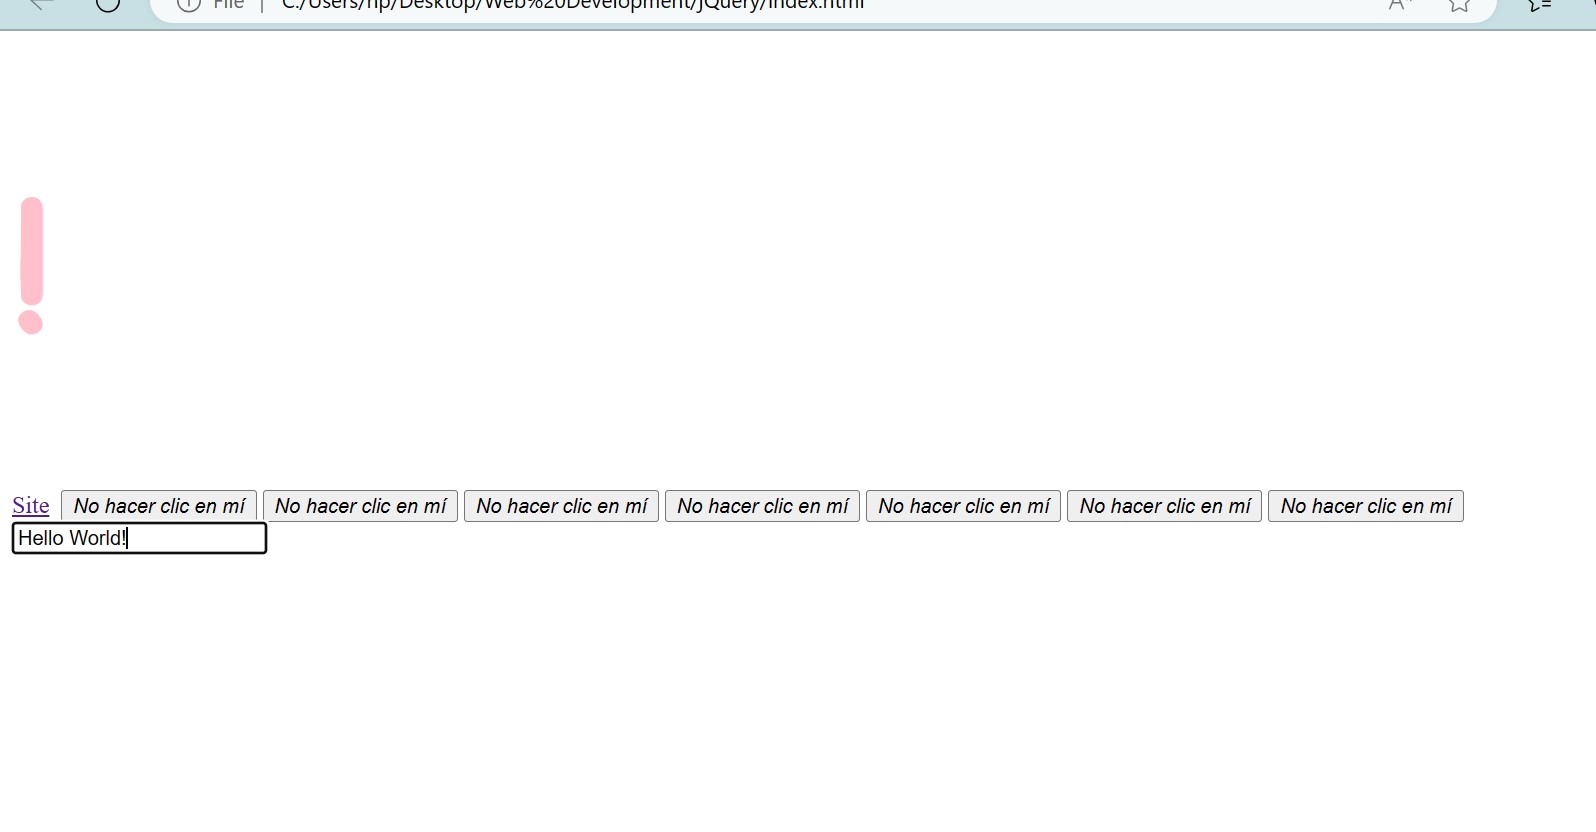 File | C:/Users/hp/Desktop/Web%20Development/jQuery/index.html
!
Site No hacer clic en mí No hacer clic en mí No hacer clic en mí No hacer clic en mí No hacer clic en mí No hacer clic en mí No hacer clic en mí
Hello World!